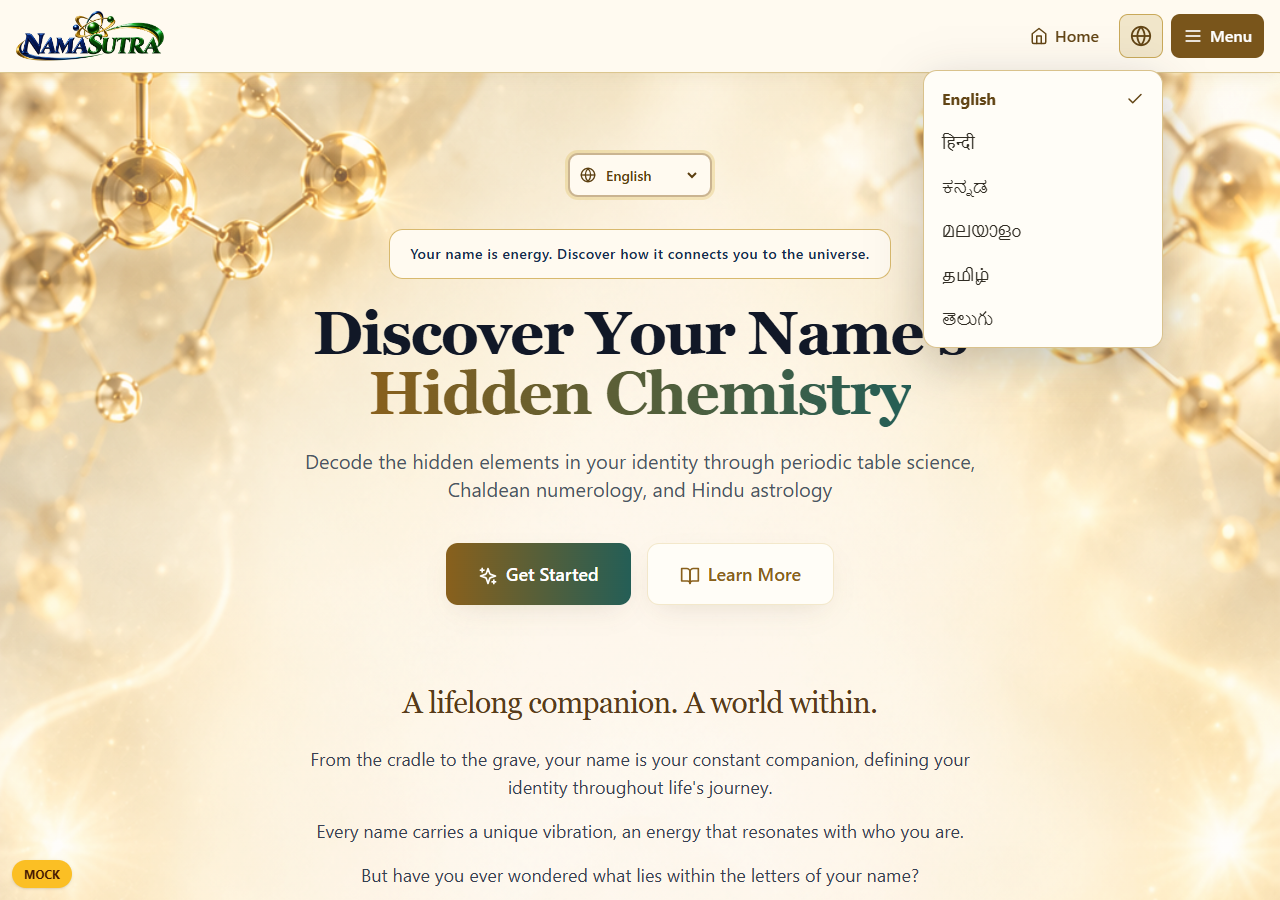 NAMASUTRA
Home
Menu
English
हिन्दी
ಕನ್ನಡ
മലയാളം
தமிழ்
తెలుగు
English
Your name is energy. Discover how it connects you to the universe.
Discover Your Name's
Hidden Chemistry
Decode the hidden elements in your identity through periodic table science,
Chaldean numerology, and Hindu astrology
Get Started
Learn More
A lifelong companion. A world within.
From the cradle to the grave, your name is your constant companion, defining your
identity throughout life's journey.
Every name carries a unique vibration, an energy that resonates with who you are.
But have you ever wondered what lies within the letters of your name?
MOCK